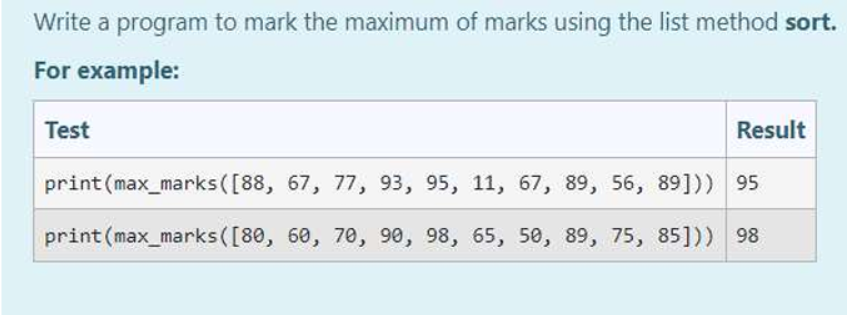 Write a program to mark the maximum of marks using the list method sort.
For example:
Test Result
print(max_marks([88, 67, 77, 93, 95, 11, 67, 89, 56, 89])) 95
print(max_marks([80, 60, 70, 90, 98, 65, 50, 89, 75, 85])) 98